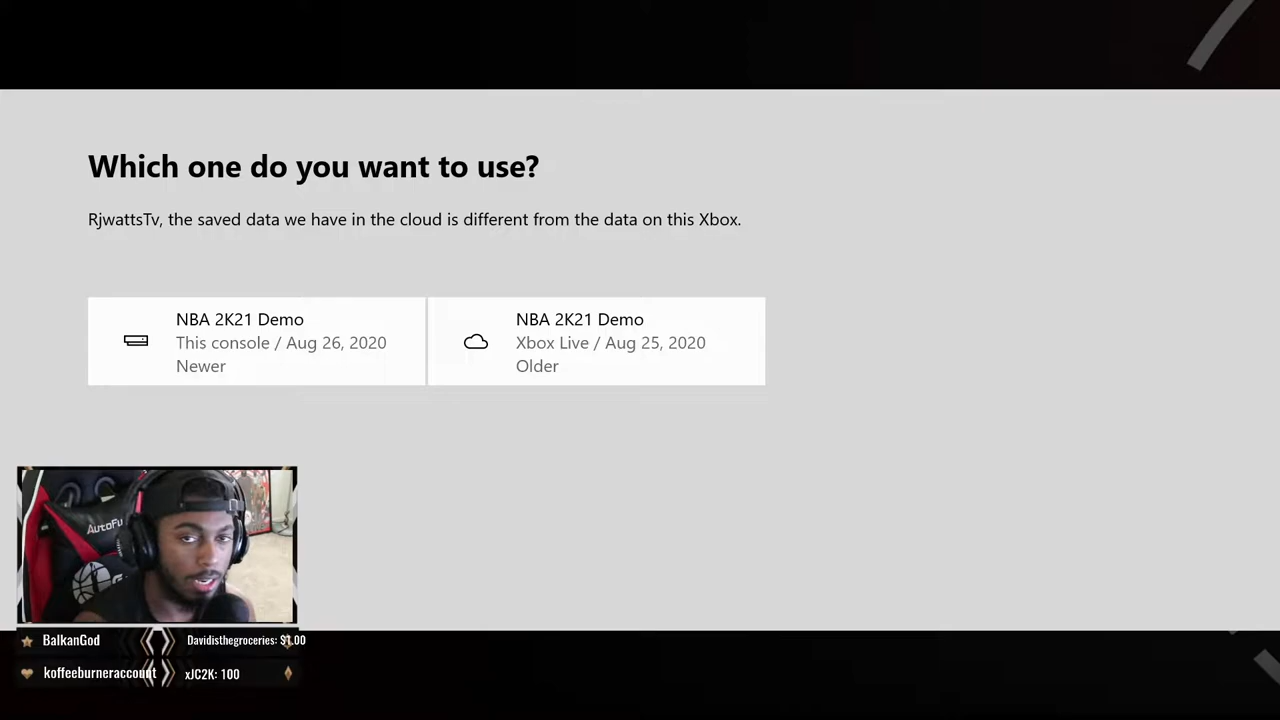 Which one do you want to use?
RjwattsTv, the saved data we have in the cloud is different from the data on this Xbox.
NBA 2K21 Demo
This console / Aug 26, 2020
Newer
NBA 2K21 Demo
Xbox Live / Aug 25, 2020
Older
AutoFu
BalkanGod
Davidisthegroceries: $1.00
koffeeburneraccount
xJC2K: 100